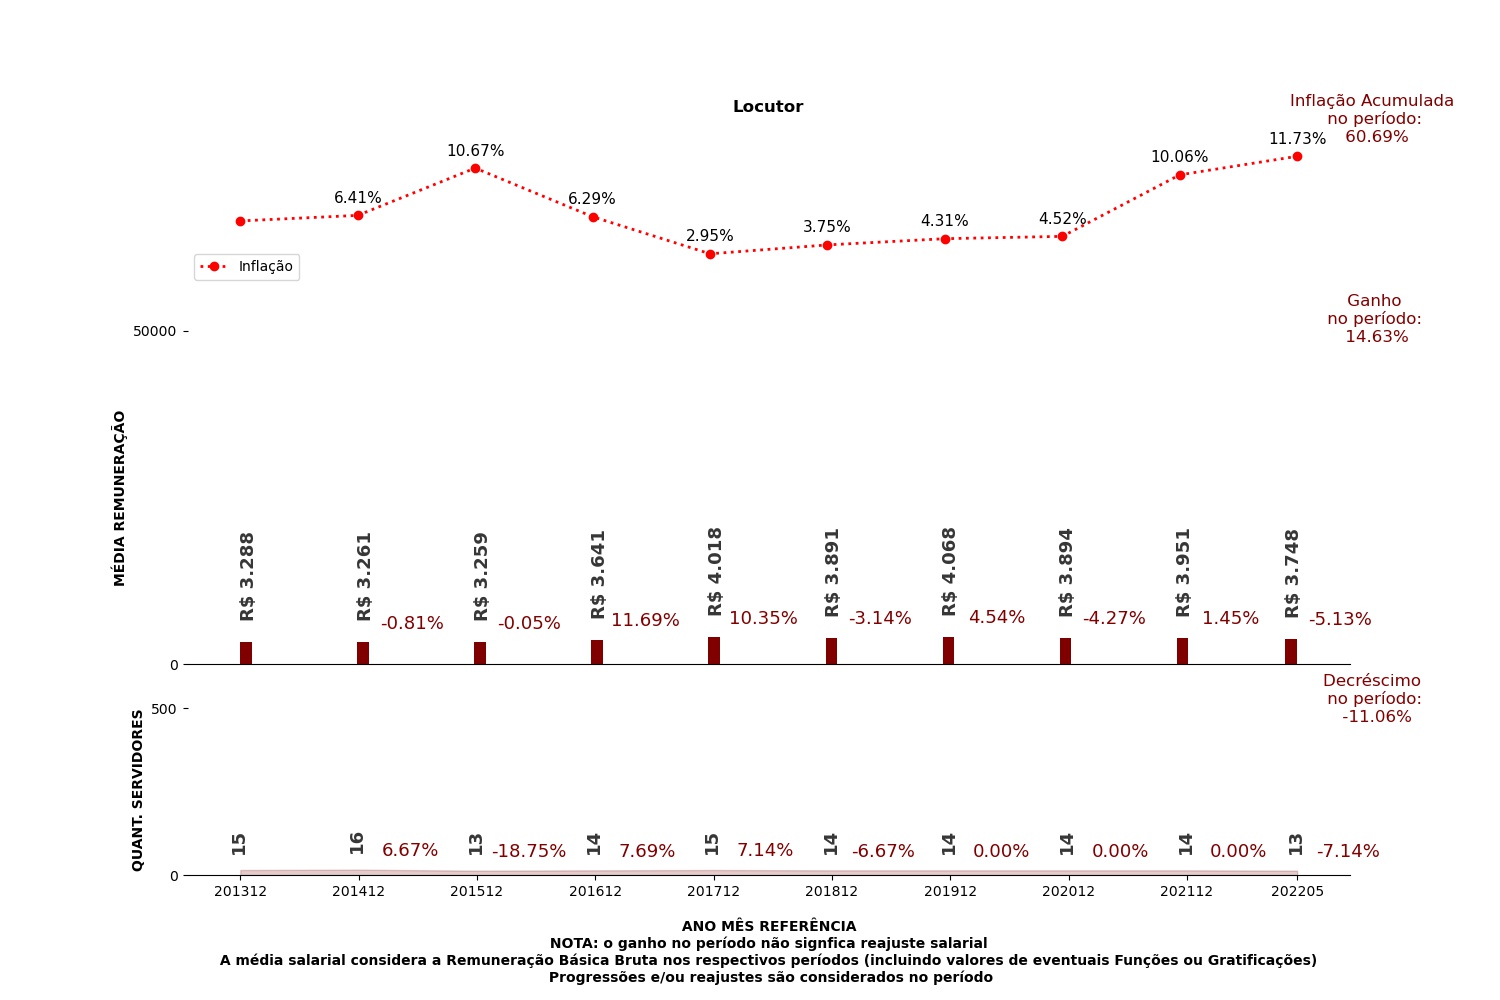 Locutor
Inflação Acumulada
no período:
60.69%
6.41%
10.67%
6.29%
2.95%
3.75%
4.31%
4.52%
10.06%
11.73%
Inflação
Ganho
no período:
14.63%
50000
0
MÉDIA REMUNERAÇÃO
R$ 3.288
R$ 3.261
R$ 3.259
R$ 3.641
R$ 4.018
R$ 3.891
R$ 4.068
R$ 3.894
R$ 3.951
R$ 3.748
-0.81%
-0.05%
11.69%
10.35%
-3.14%
4.54%
-4.27%
1.45%
-5.13%
Decréscimo
no período:
-11.06%
500
0
QUANT. SERVIDORES
15
16
13
14
15
14
14
14
14
13
6.67%
-18.75%
7.69%
7.14%
-6.67%
0.00%
0.00%
0.00%
-7.14%
201312
201412
201512
201612
201712
201812
201912
202012
202112
202205
ANO MÊS REFERÊNCIA
NOTA: o ganho no período não signfica reajuste salarial
A média salarial considera a Remuneração Básica Bruta nos respectivos períodos (incluindo valores de eventuais Funções ou Gratificações)
Progressões e/ou reajustes são considerados no período